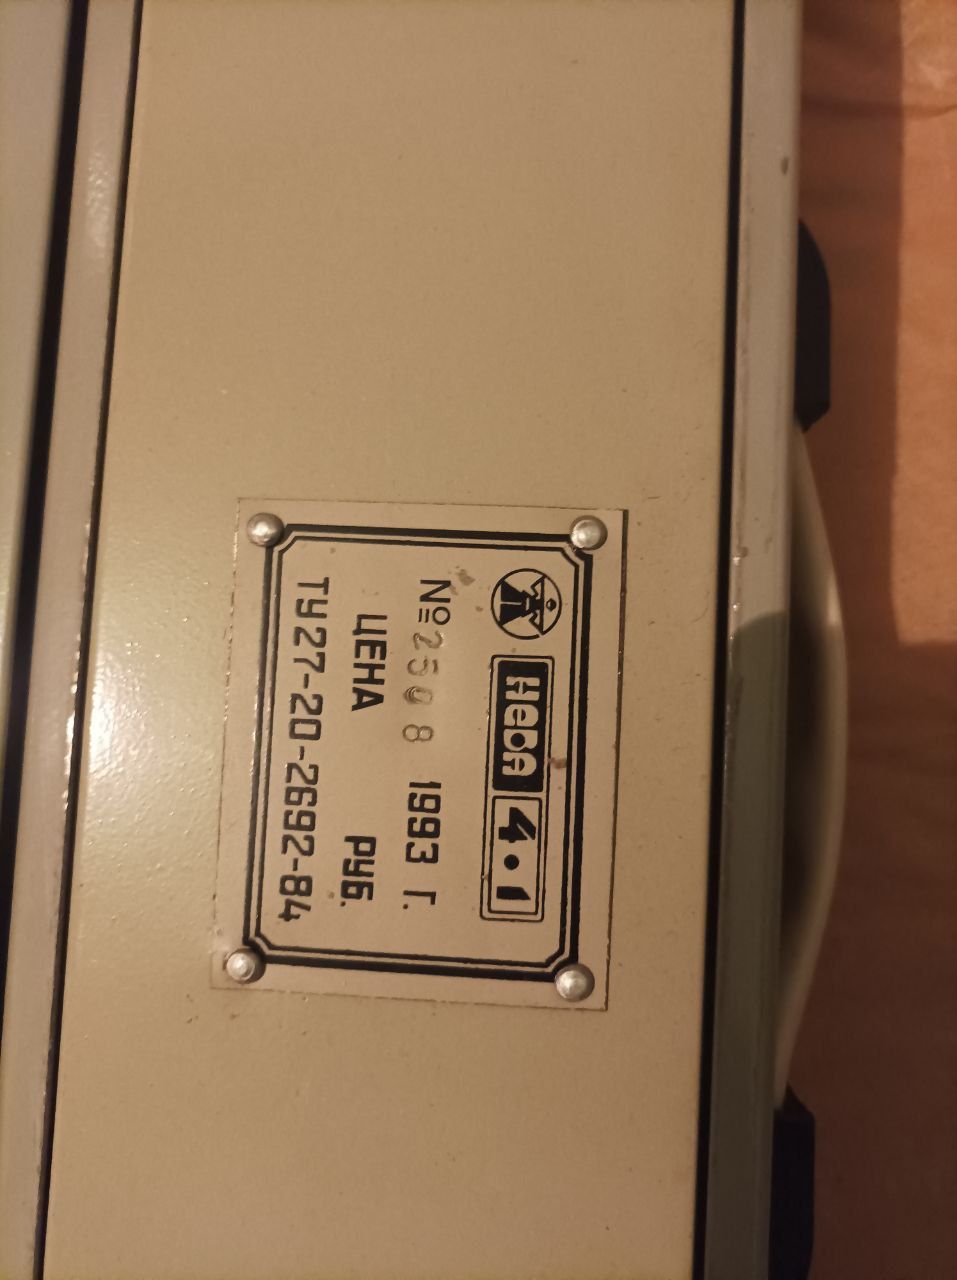 НЕВА 4•1
№ 2508 1993 Г.
ЦЕНА РУБ.
ТУ27-20-2692-84